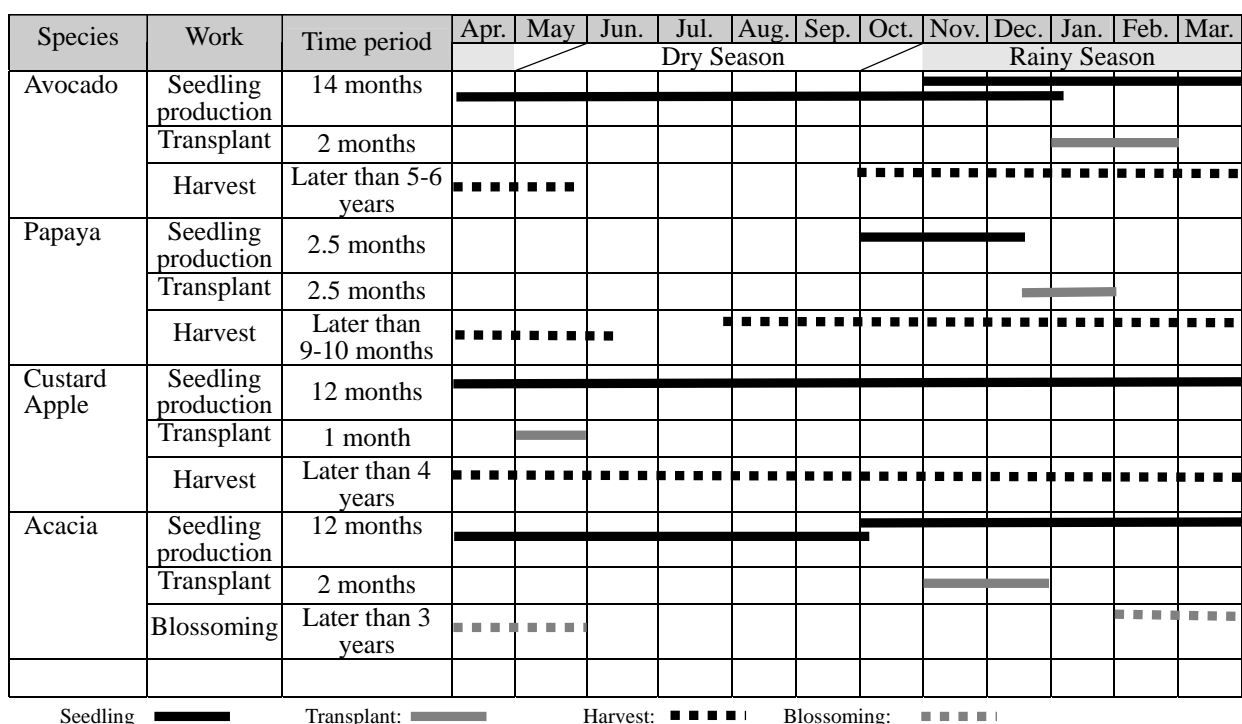 Species Work Time period Apr. May Jun. Jul. Aug. Sep. Oct. Nov. Dec. Jan. Feb. Mar.
Dry Season Rainy Season
Avocado Seedling production 14 months
Transplant 2 months
Harvest Later than 5-6 years
Papaya Seedling production 2.5 months
Transplant 2.5 months
Harvest Later than 9-10 months
Custard Apple Seedling production 12 months
Transplant 1 month
Harvest Later than 4 years
Acacia Seedling production 12 months
Transplant 2 months
Blossoming Later than 3 years
Seedling Transplant: Harvest: Blossoming: